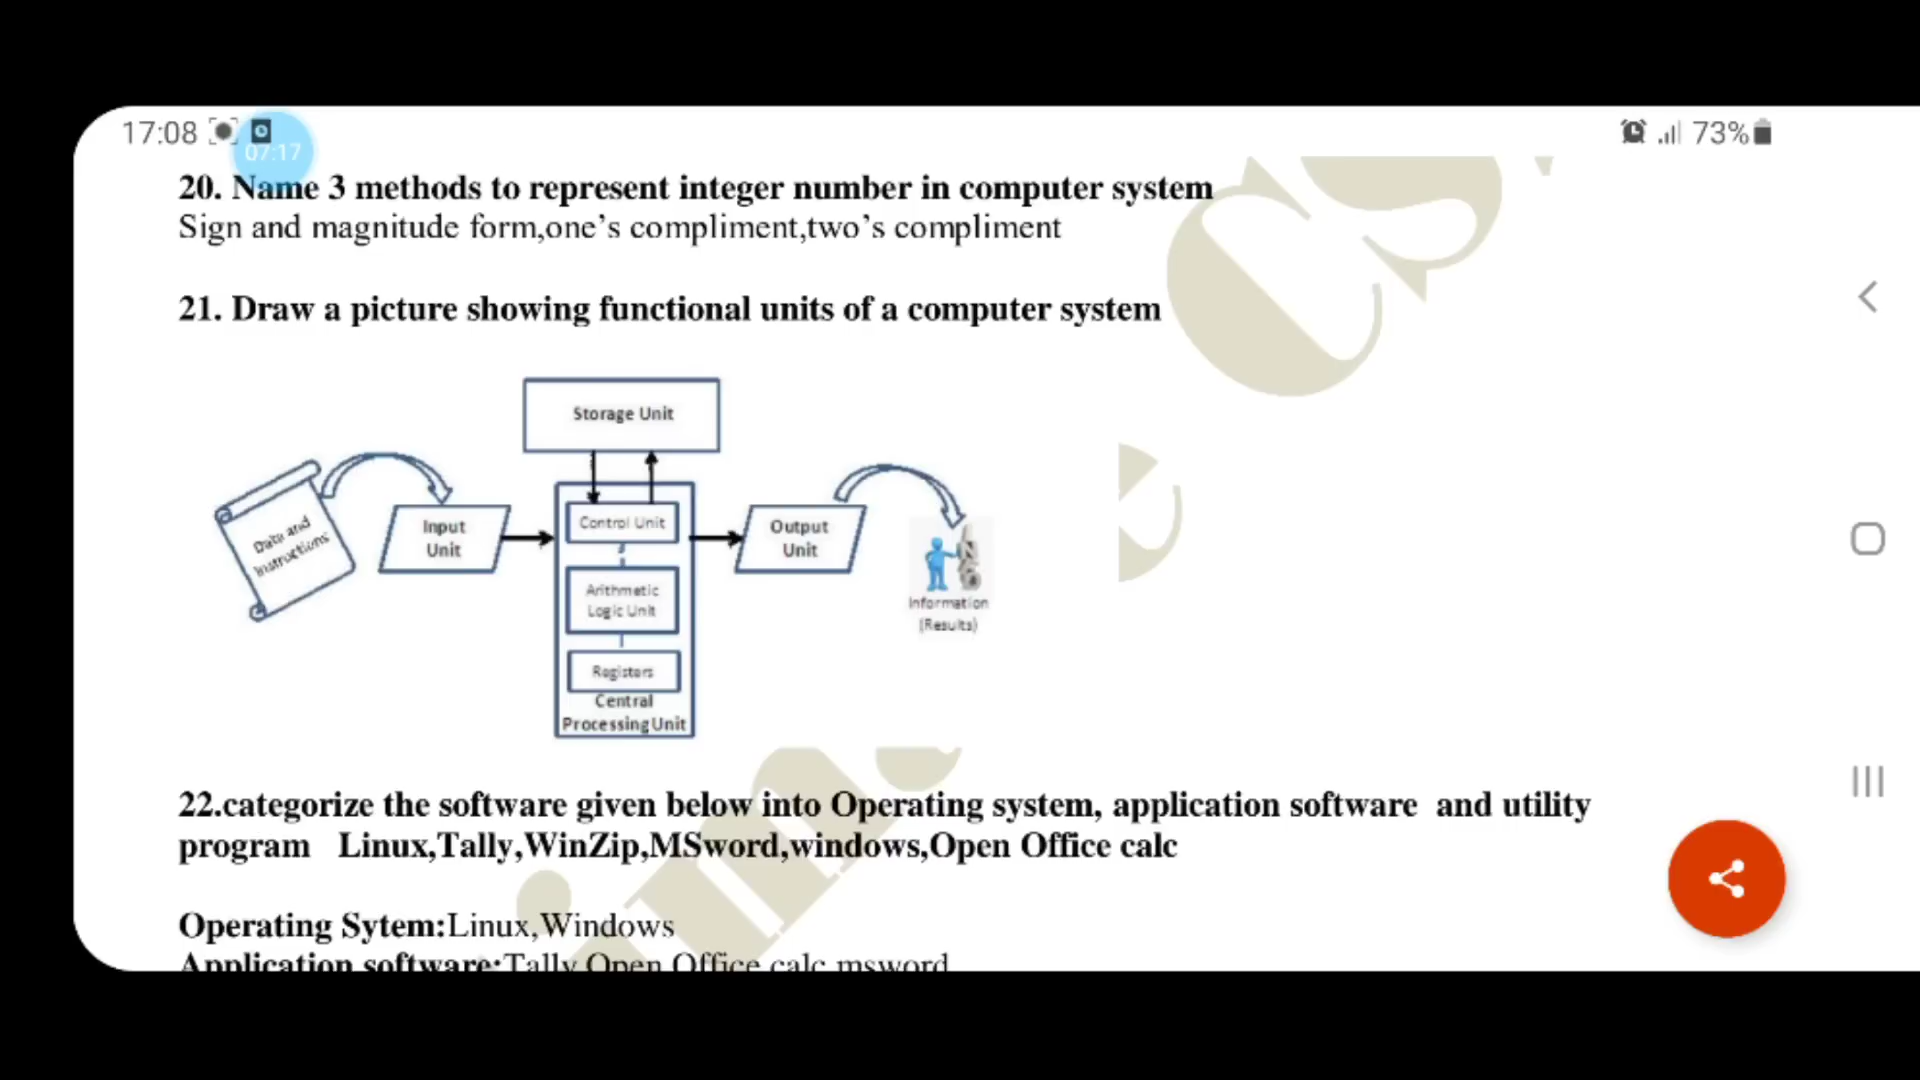 17:08
73%
07:17
20. Name 3 methods to represent integer number in computer system
Sign and magnitude form,one’s compliment,two’s compliment
21. Draw a picture showing functional units of a computer system
Storage Unit
Data and
Instructions
Input
Unit
Control Unit
Arithmetic
Logic Unit
Registers
Central
Processing Unit
Output
Unit
Information
(Results)
22.categorize the software given below into Operating system, application software and utility
program Linux,Tally,WinZip,MSword,windows,Open Office calc
Operating Sytem:Linux,Windows
Application software:Tally,Open Office calc,msword